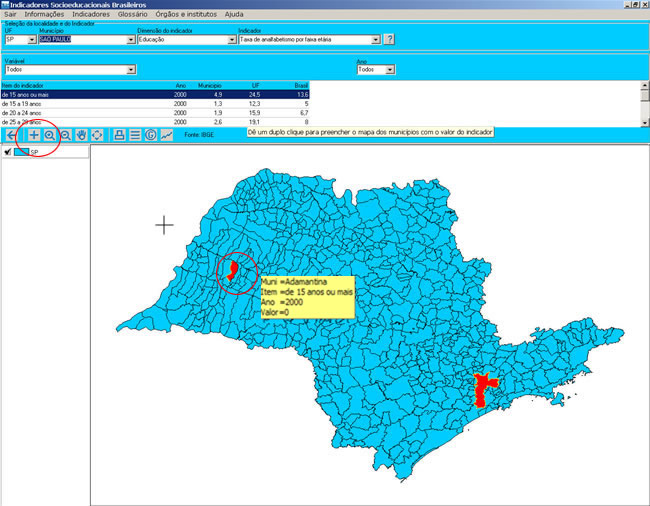 Indicadores Socioeducacionais Brasileiros
Sair Informações Indicadores Glossário Órgãos e institutos Ajuda
Seleção da localidade e do Indicador
UF Município Dimensão do indicador Indicador
SP SAO PAULO Educação Taxa de analfabetismo por faixa etária ?
Variável Ano
Todos Todos
Item do indicador Ano Município UF Brasil
de 15 anos ou mais 2000 4,9 24,5 13,6
de 15 a 19 anos 2000 1,3 12,3 5
de 20 a 24 anos 2000 1,9 15,9 6,7
de 25 a 29 anos 2000 2,6 19,1 8
Fonte: IBGE
Dê um duplo clique para preencher o mapa dos municípios com o valor do indicador
SP
Muni =Adamantina
Item =de 15 anos ou mais
Ano =2000
Valor=0